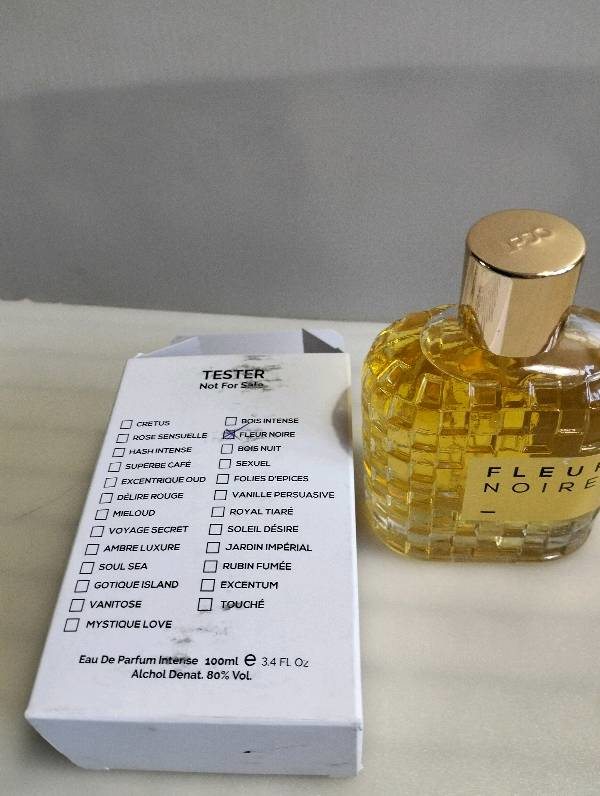 TESTER
Not For Sale
CRETUS
ROSE SENSUELLE
HASH INTENSE
SUPERBE CAFÉ
EXCENTRIQUE OUD
DÉLIRE ROUGE
MIELOUD
VOYAGE SECRET
AMBRE LUXURE
SOUL SEA
GOTIQUE ISLAND
VANITOSE
MYSTIQUE LOVE
BOIS INTENSE
FLEUR NOIRE
BOIS NUIT
SEXUEL
FOLIES D'EPICES
VANILLE PERSUASIVE
ROYAL TIARÉ
SOLEIL DÉSIRE
JARDIN IMPÉRIAL
RUBIN FUMÉE
EXCENTUM
TOUCHÉ
Eau De Parfum Intense 100ml e 3.4 FL Oz
Alchol Denat. 80% Vol.
FLEUR
NOIRE